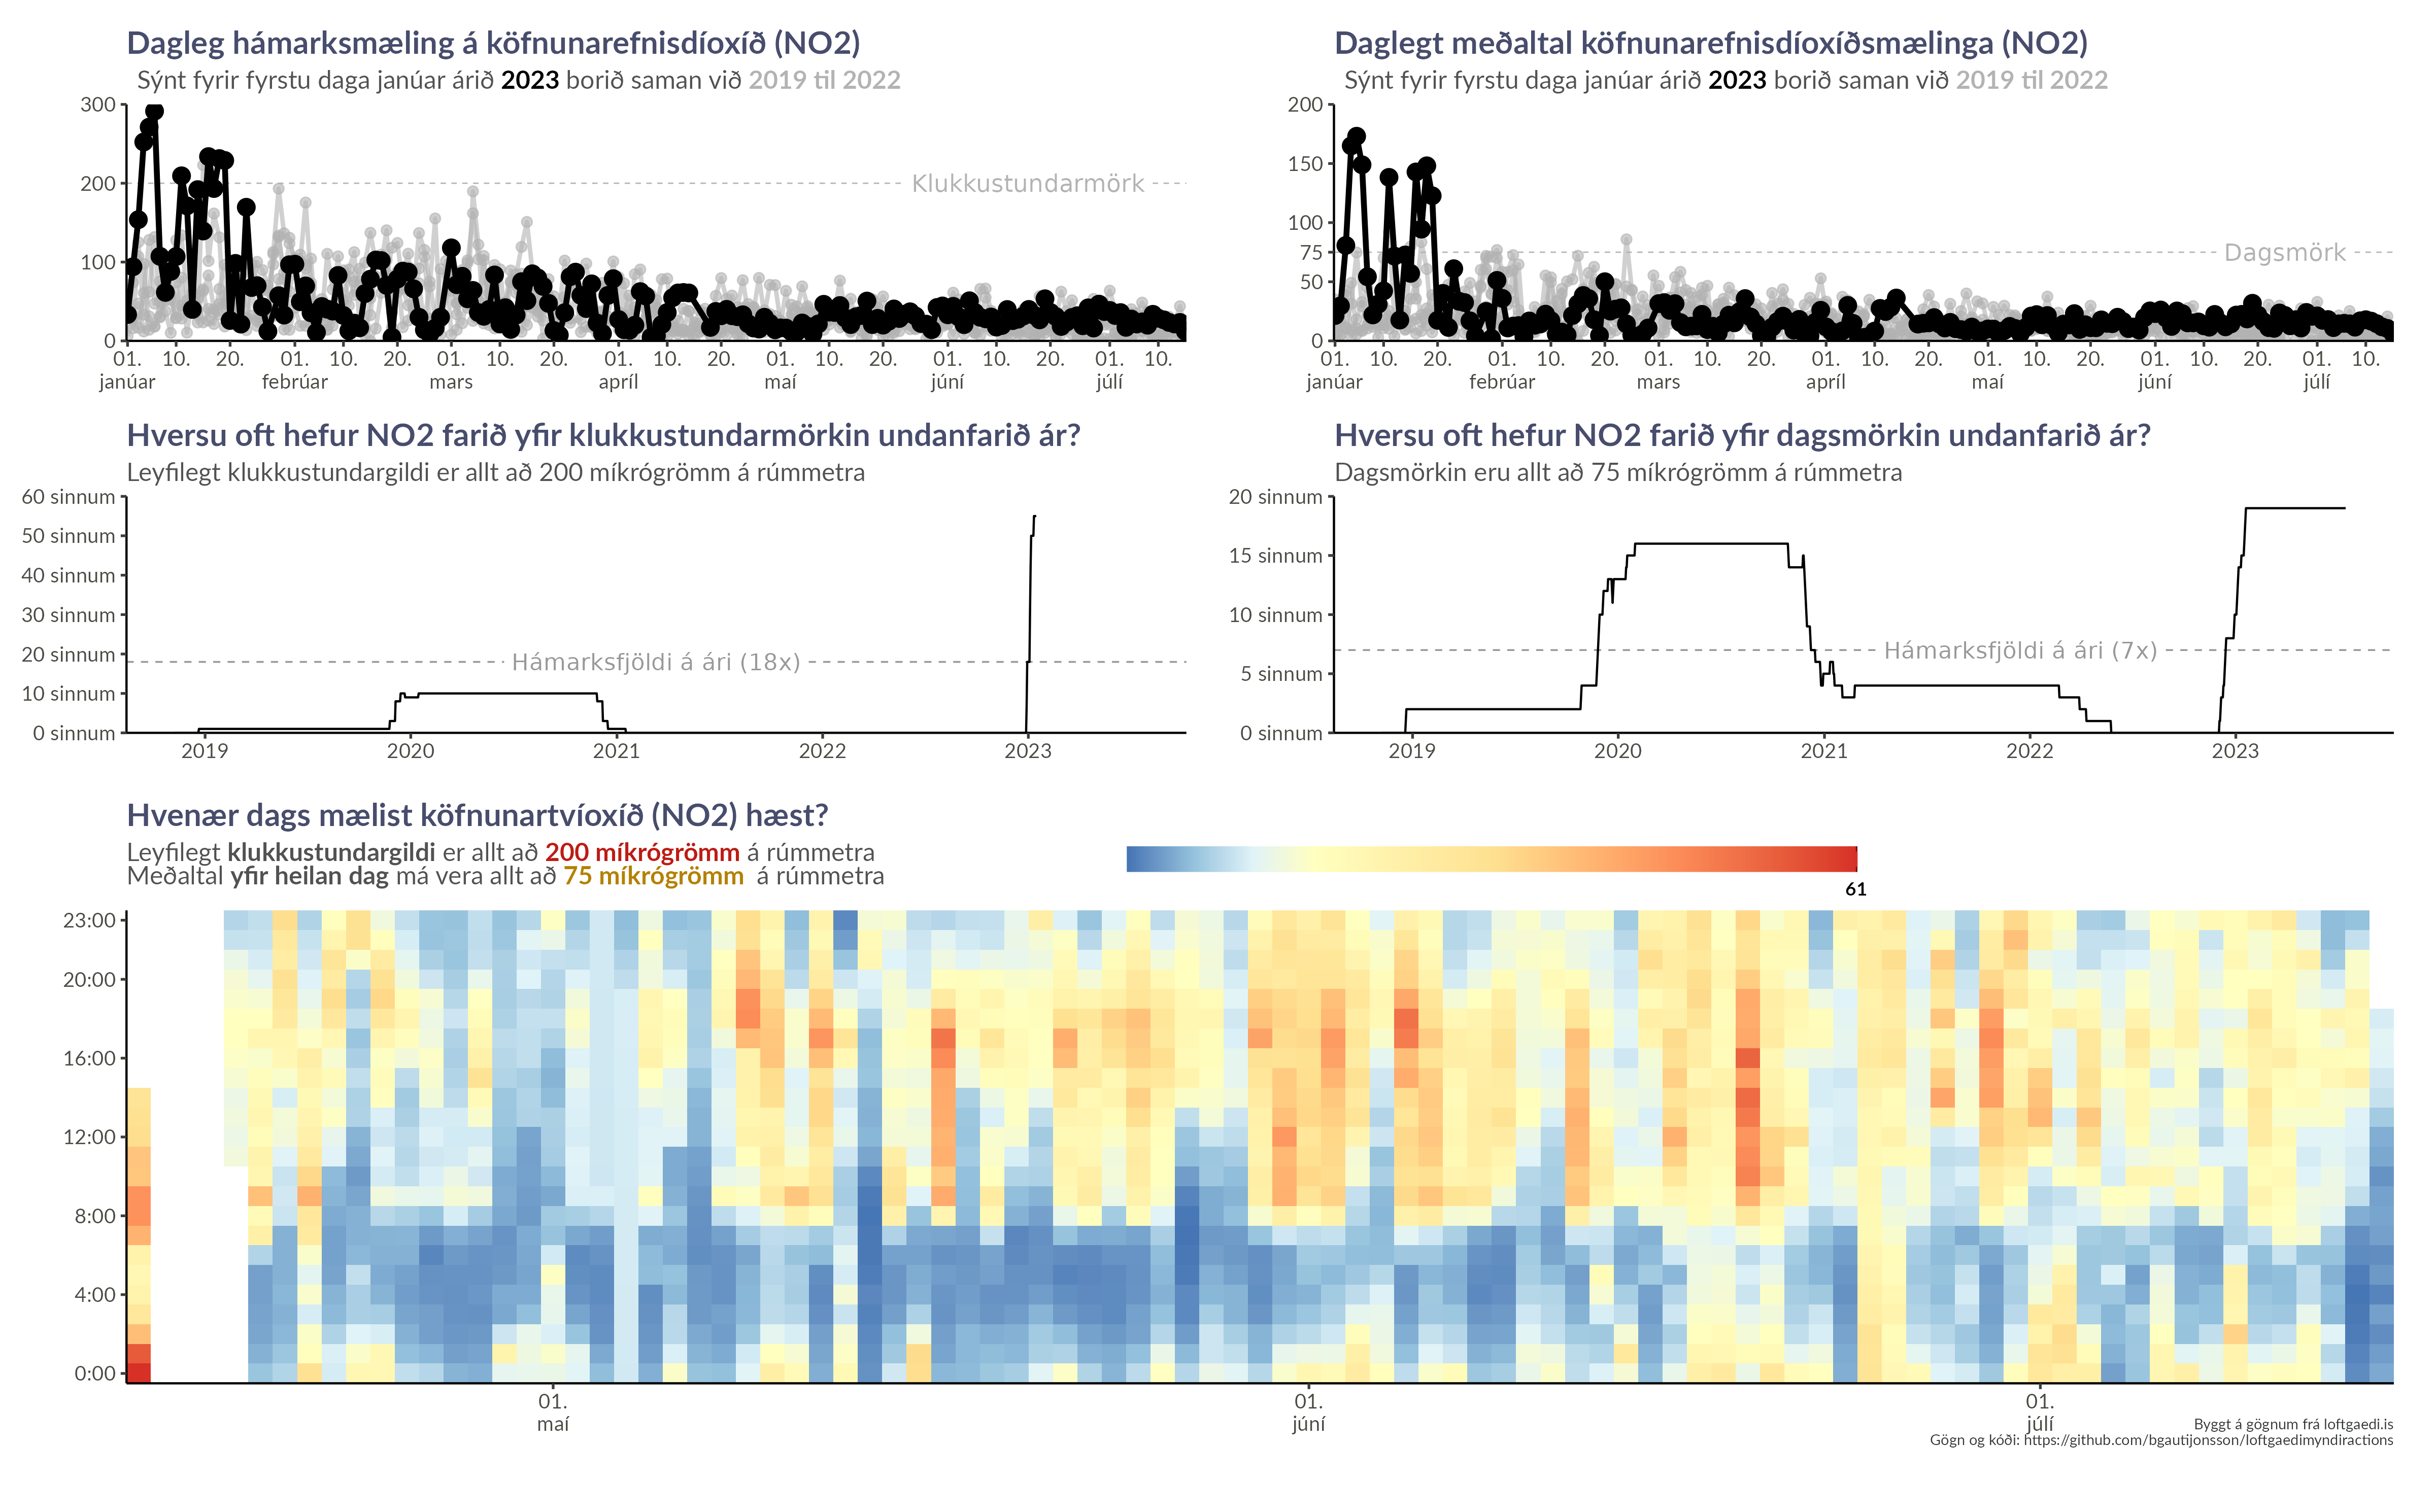 Dagleg hámarksmæling á köfnunarefnisdíoxíð (NO2)
Sýnt fyrir fyrstu daga janúar árið 2023 borið saman við 2019 til 2022
300
200
100
0
Klukkustundarmörk
01. 10. 20. 01. 10. 20. 01. 10. 20. 01. 10. 20. 01. 10. 20. 01. 10. 20. 01. 10.
janúar febrúar mars apríl maí júní júlí
Daglegt meðaltal köfnunarefnisdíoxíðsmælinga (NO2)
Sýnt fyrir fyrstu daga janúar árið 2023 borið saman við 2019 til 2022
200
150
100
75
50
0
Dagsmörk
01. 10. 20. 01. 10. 20. 01. 10. 20. 01. 10. 20. 01. 10. 20. 01. 10. 20. 01. 10.
janúar febrúar mars apríl maí júní júlí
Hversu oft hefur NO2 farið yfir klukkustundarmörkin undanfarið ár?
Leyfilegt klukkustundargildi er allt að 200 míkrógrömm á rúmmetra
60 sinnum
50 sinnum
40 sinnum
30 sinnum
20 sinnum
10 sinnum
0 sinnum
Hámarksfjöldi á ári (18x)
2019 2020 2021 2022 2023
Hversu oft hefur NO2 farið yfir dagsmörkin undanfarið ár?
Dagsmörkin eru allt að 75 míkrógrömm á rúmmetra
20 sinnum
15 sinnum
10 sinnum
5 sinnum
0 sinnum
Hámarksfjöldi á ári (7x)
2019 2020 2021 2022 2023
Hvenær dags mælist köfnunartvíoxíð (NO2) hæst?
Leyfilegt klukkustundargildi er allt að 200 míkrógrömm á rúmmetra
Meðaltal yfir heilan dag má vera allt að 75 míkrógrömm á rúmmetra
61
23:00
20:00
16:00
12:00
8:00
4:00
0:00
01. 01. 01.
maí júní júlí
Byggt á gögnum frá loftgaedi.is
Gögn og kóði: https://github.com/bgautijonsson/loftgaedimyndiractions